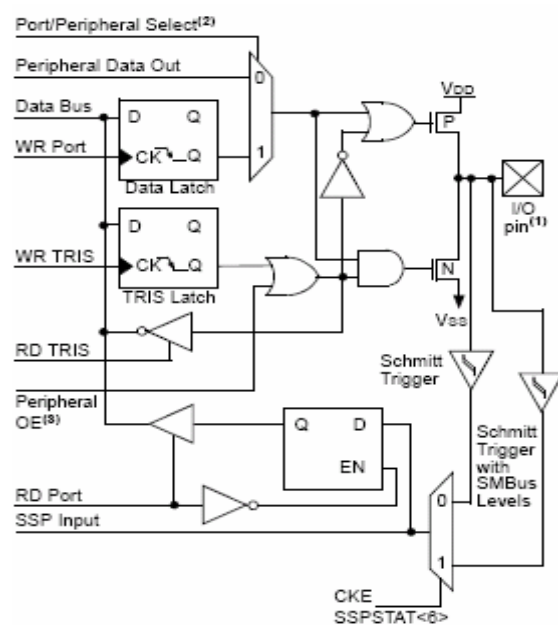 Port/Peripheral Select(2)
Peripheral Data Out
0
VDD
Data Bus
D Q
P
WR Port
CK Q
1
Data Latch
I/O
pin(1)
D Q
WR TRIS
CK Q
N
TRIS Latch
VSS
RD TRIS
Schmitt
Trigger
Peripheral
OE(3)
Q D
Schmitt
Trigger
with
SMBus
Levels
EN
RD Port
0
SSP Input
1
CKE
SSPSTAT<6>